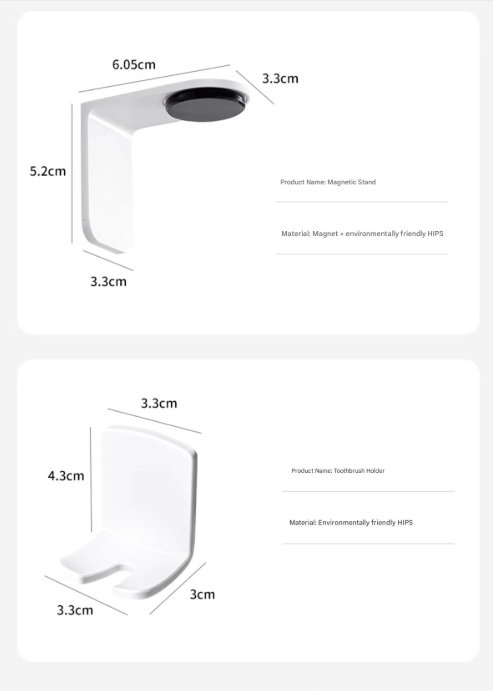 6.05cm
3.3cm
5.2cm
Product Name: Magnetic Stand
Material: Magnet + environmentally friendly HIPS
3.3cm
3.3cm
4.3cm
Product Name: Toothbrush Holder
Material: Environmentally friendly HIPS
3cm
3.3cm